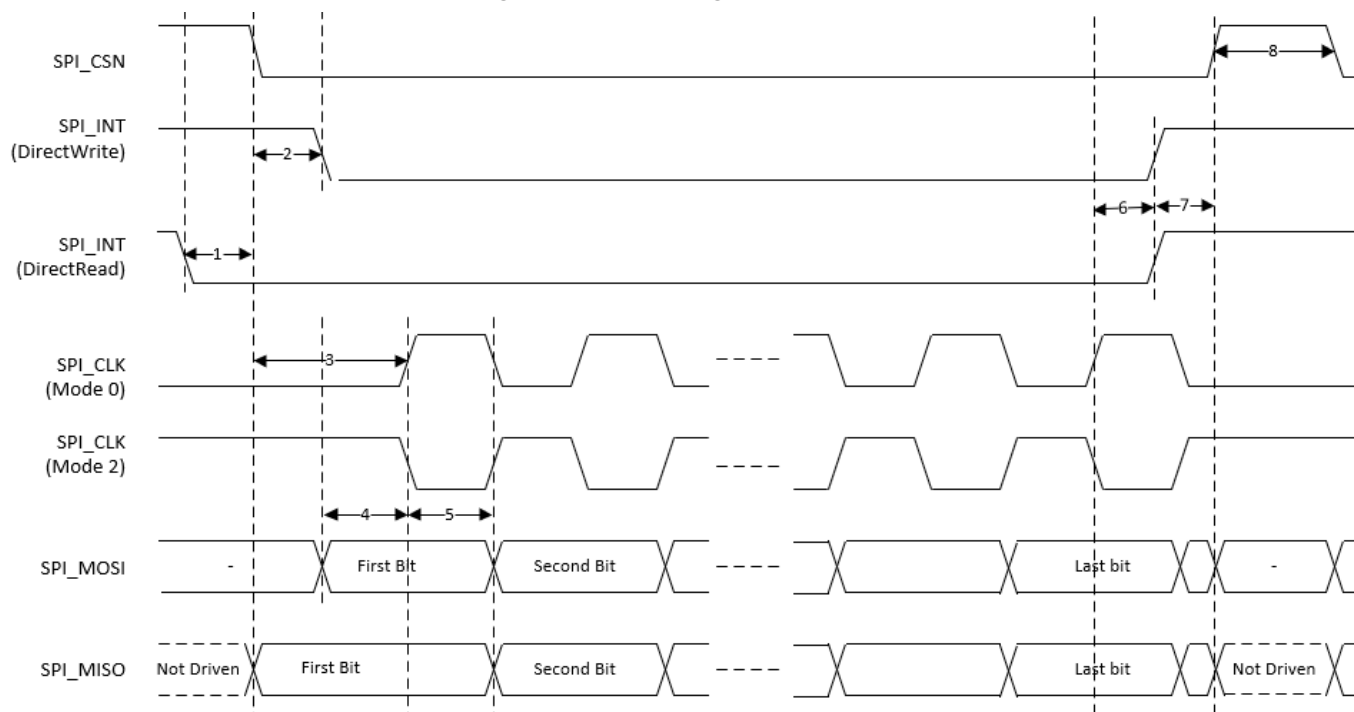 SPI_CSN
8
SPI_INT
(DirectWrite)
2
6
7
SPI_INT
(DirectRead)
1
SPI_CLK
(Mode 0)
3
SPI_CLK
(Mode 2)
4
5
SPI_MOSI
-
First Bit
Second Bit
Last bit
-
SPI_MISO
Not Driven
First Bit
Second Bit
Last bit
Not Driven